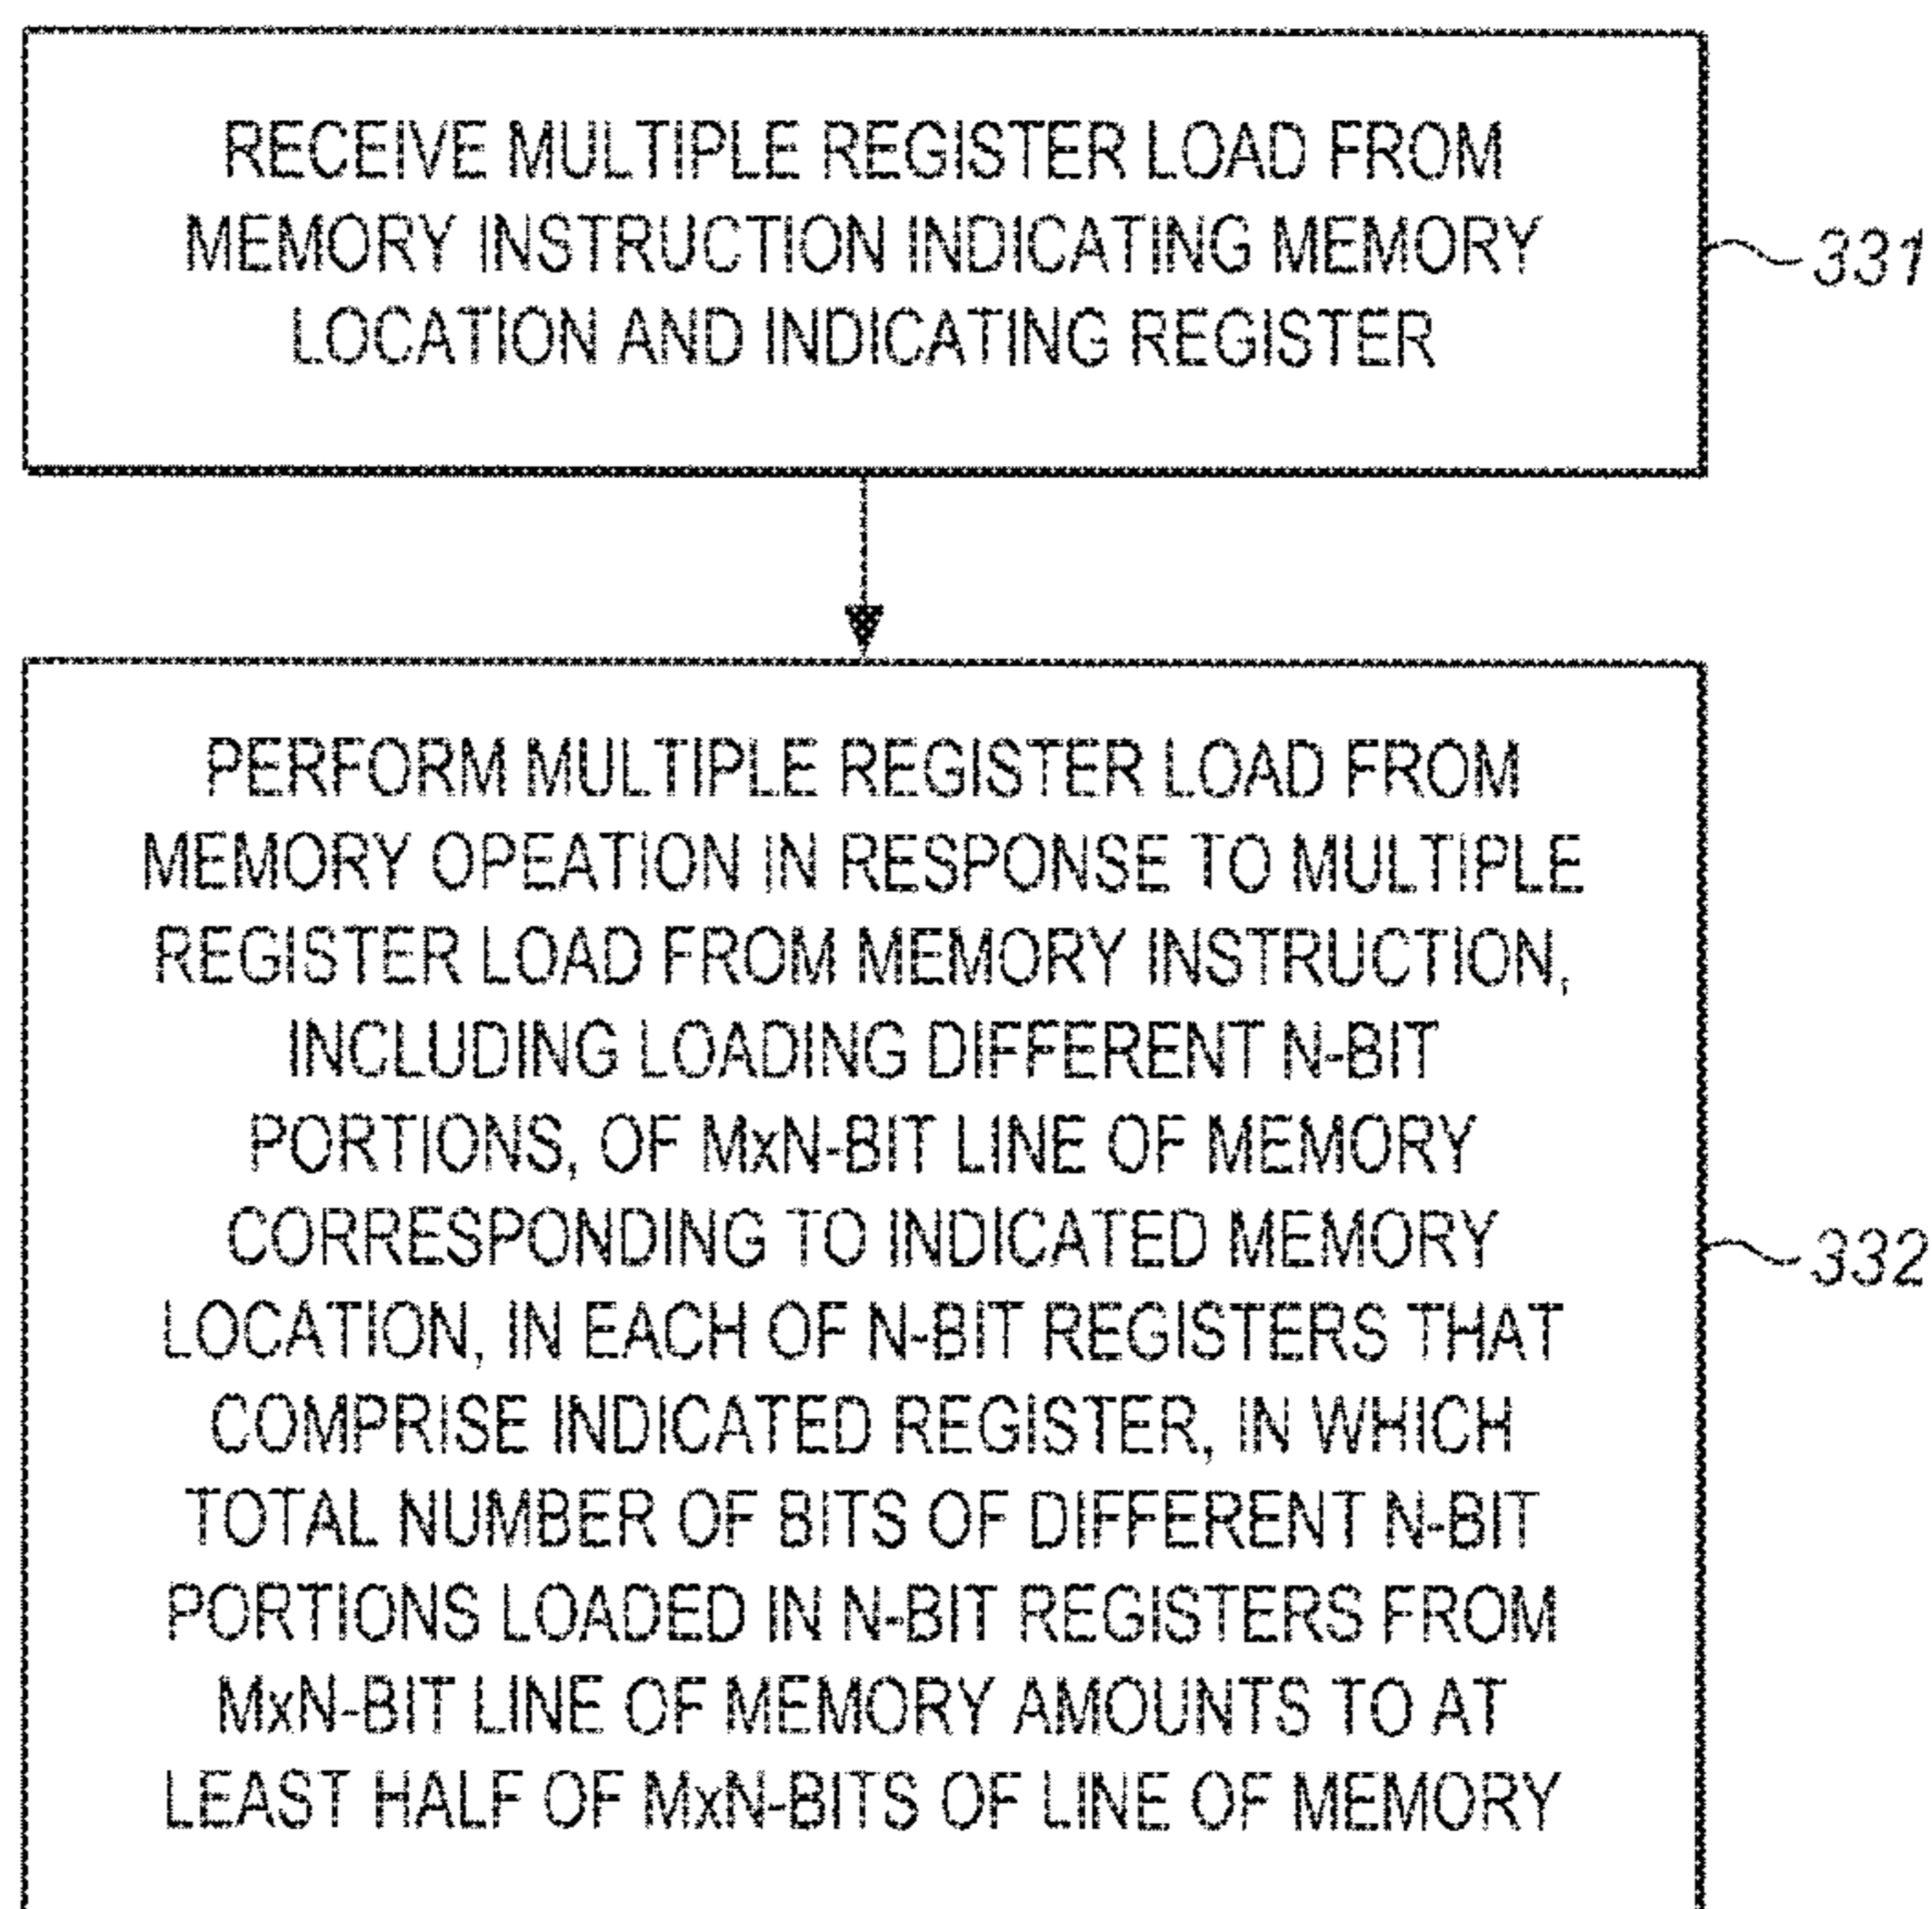 RECEIVE MULTIPLE REGISTER LOAD FROM
MEMORY INSTRUCTION INDICATING MEMORY
LOCATION AND INDICATING REGISTER
331
PERFORM MULTIPLE REGISTER LOAD FROM
MEMORY OPEATION IN RESPONSE TO MULTIPLE
REGISTER LOAD FROM MEMORY INSTRUCTION,
INCLUDING LOADING DIFFERENT N-BIT
PORTIONS, OF MxN-BIT LINE OF MEMORY
CORRESPONDING TO INDICATED MEMORY
LOCATION, IN EACH OF N-BIT REGISTERS THAT
COMPRISE INDICATED REGISTER, IN WHICH
TOTAL NUMBER OF BITS OF DIFFERENT N-BIT
PORTIONS LOADED IN N-BIT REGISTERS FROM
MxN-BIT LINE OF MEMORY AMOUNTS TO AT
LEAST HALF OF MxN-BITS OF LINE OF MEMORY
332